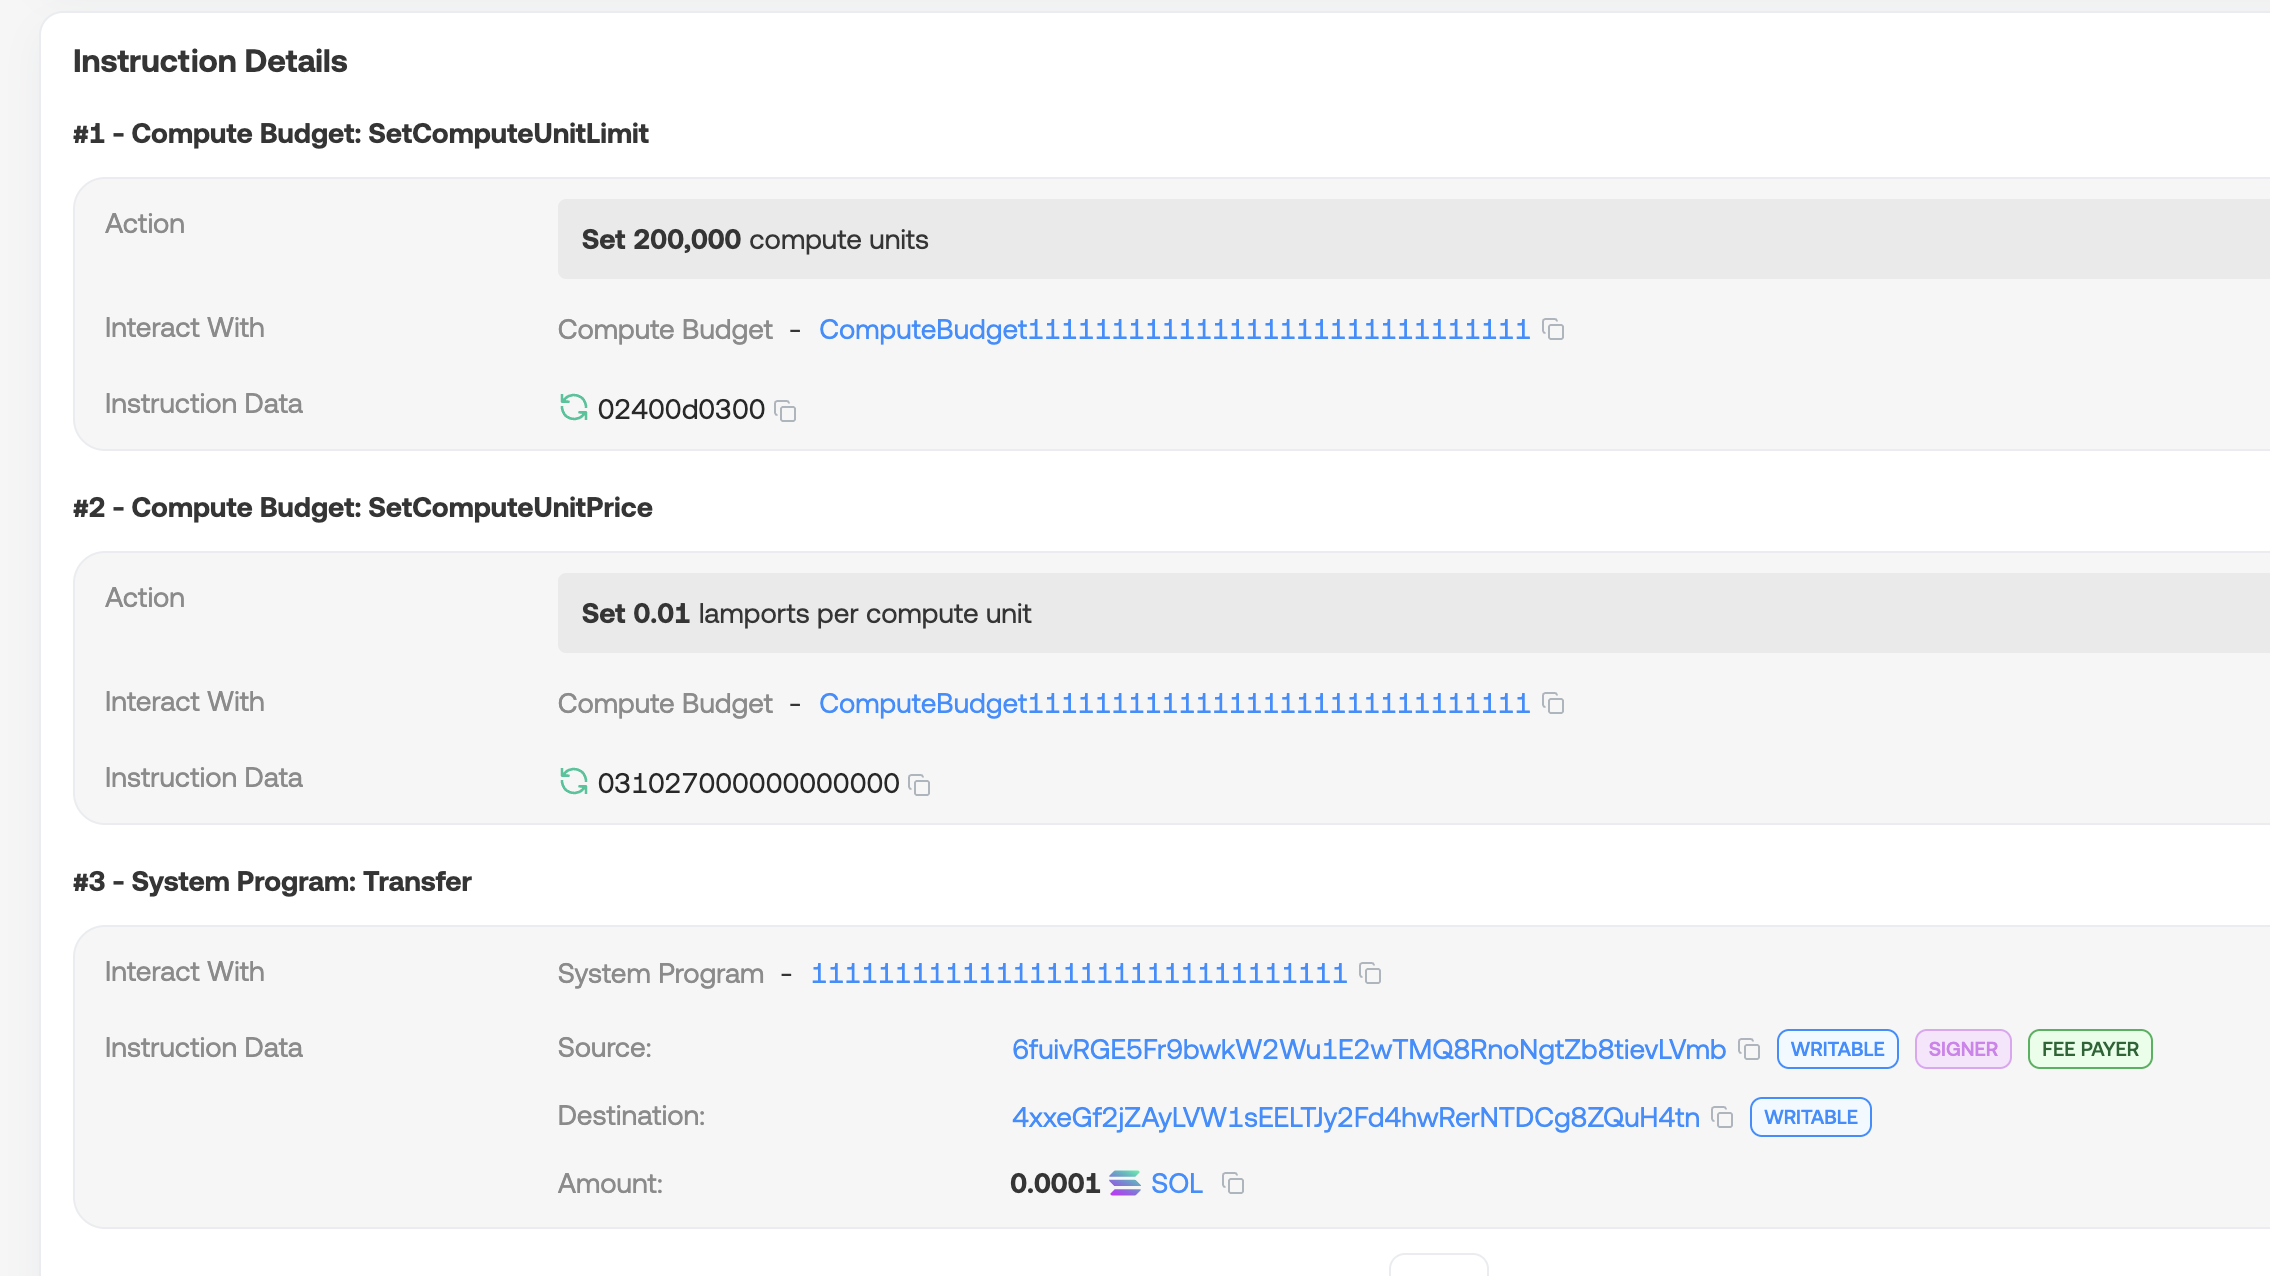 Instruction Details
#1 - Compute Budget: SetComputeUnitLimit
Action
Set 200,000 compute units
Interact With
Compute Budget - ComputeBudget111111111111111111111111111111
Instruction Data
02400d0300
#2 - Compute Budget: SetComputeUnitPrice
Action
Set 0.01 lamports per compute unit
Interact With
Compute Budget - ComputeBudget111111111111111111111111111111
Instruction Data
031027000000000000
#3 - System Program: Transfer
Interact With
System Program - 11111111111111111111111111111111
Instruction Data
Source: 6fuivRGE5Fr9bwkW2Wu1E2wTMQ8RnoNgtZb8tievLVmb WRITABLE SIGNER FEE PAYER
Destination: 4xxeGf2jZAyLVW1sEELTJy2Fd4hwRerNTDCg8ZQuH4tn WRITABLE
Amount: 0.0001 SOL